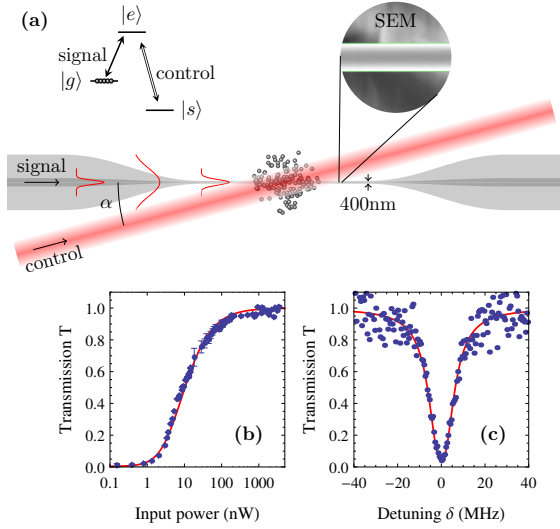 (a)
|e⟩
SEM
signal
control
|g⟩
|s⟩
signal
α
400nm
control
Transmission T
1.0
0.8
0.6
0.4
0.2
0.0
(b)
0.1 1 10 100 1000
Input power (nW)
Transmission T
1.0
0.8
0.6
0.4
0.2
0.0
(c)
−40 −20 0 20 40
Detuning δ (MHz)